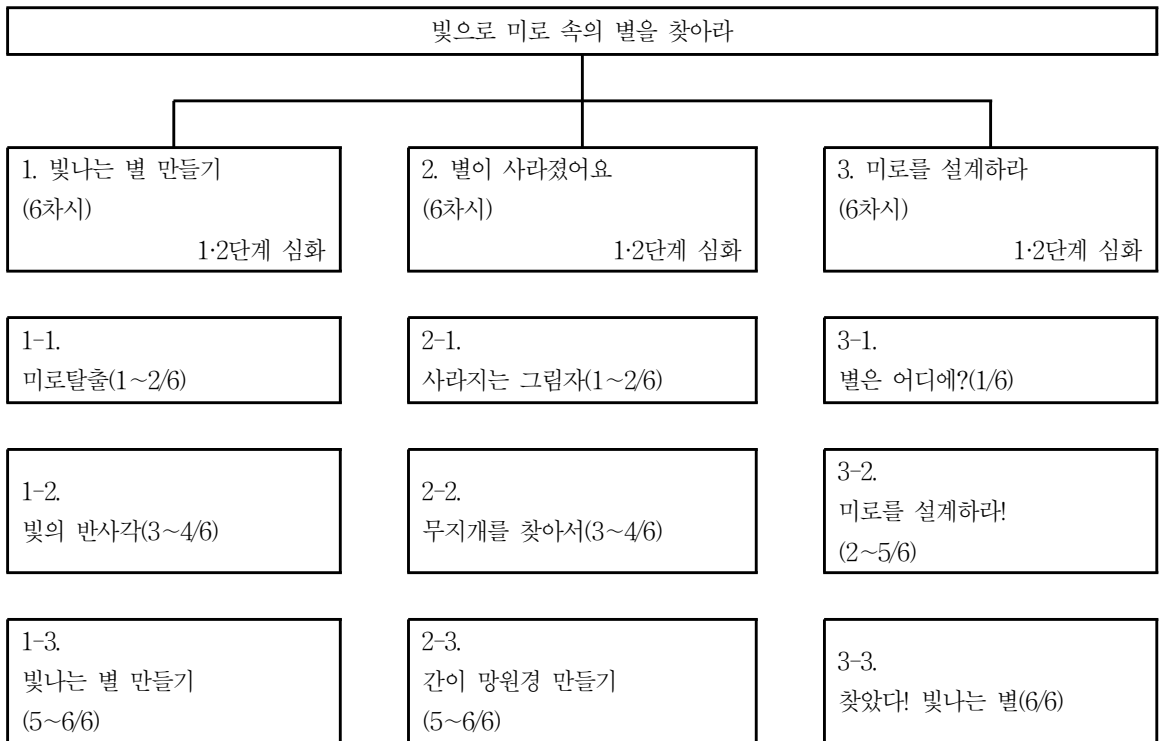 빛으로 미로 속의 별을 찾아라
1. 빛나는 별 만들기
(6차시)
1·2단계 심화
2. 별이 사라졌어요
(6차시)
1·2단계 심화
3. 미로를 설계하라
(6차시)
1·2단계 심화
1-1.
미로탈출(1~2/6)
2-1.
사라지는 그림자(1~2/6)
3-1.
별은 어디에?(1/6)
1-2.
빛의 반사각(3~4/6)
2-2.
무지개를 찾아서(3~4/6)
3-2.
미로를 설계하라!
(2~5/6)
1-3.
빛나는 별 만들기
(5~6/6)
2-3.
간이 망원경 만들기
(5~6/6)
3-3.
찾았다! 빛나는 별(6/6)